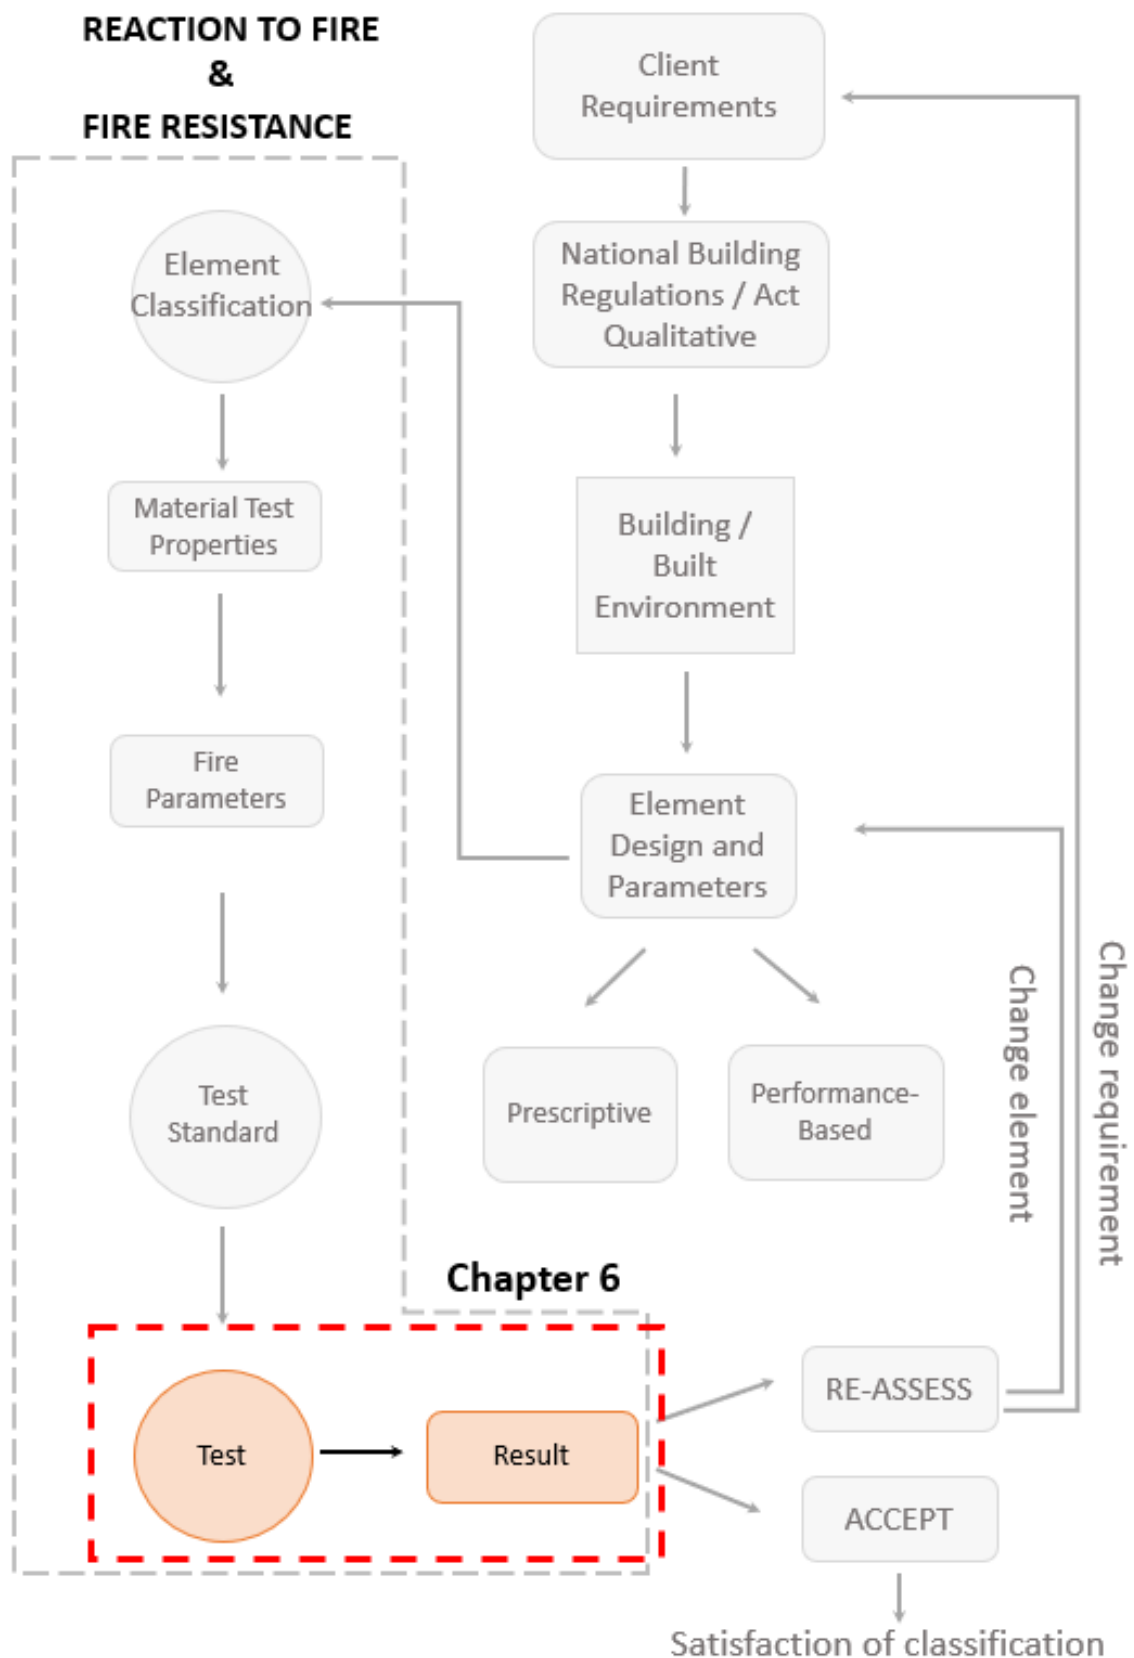 REACTION TO FIRE
&
FIRE RESISTANCE
Client
Requirements
National Building
Regulations / Act
Qualitative
Building /
Built
Environment
Element
Design and
Parameters
Prescriptive
Performance-
Based
Element
Classification
Material Test
Properties
Fire
Parameters
Test
Standard
Chapter 6
Test
Result
RE-ASSESS
ACCEPT
Satisfaction of classification
Change element
Change requirement